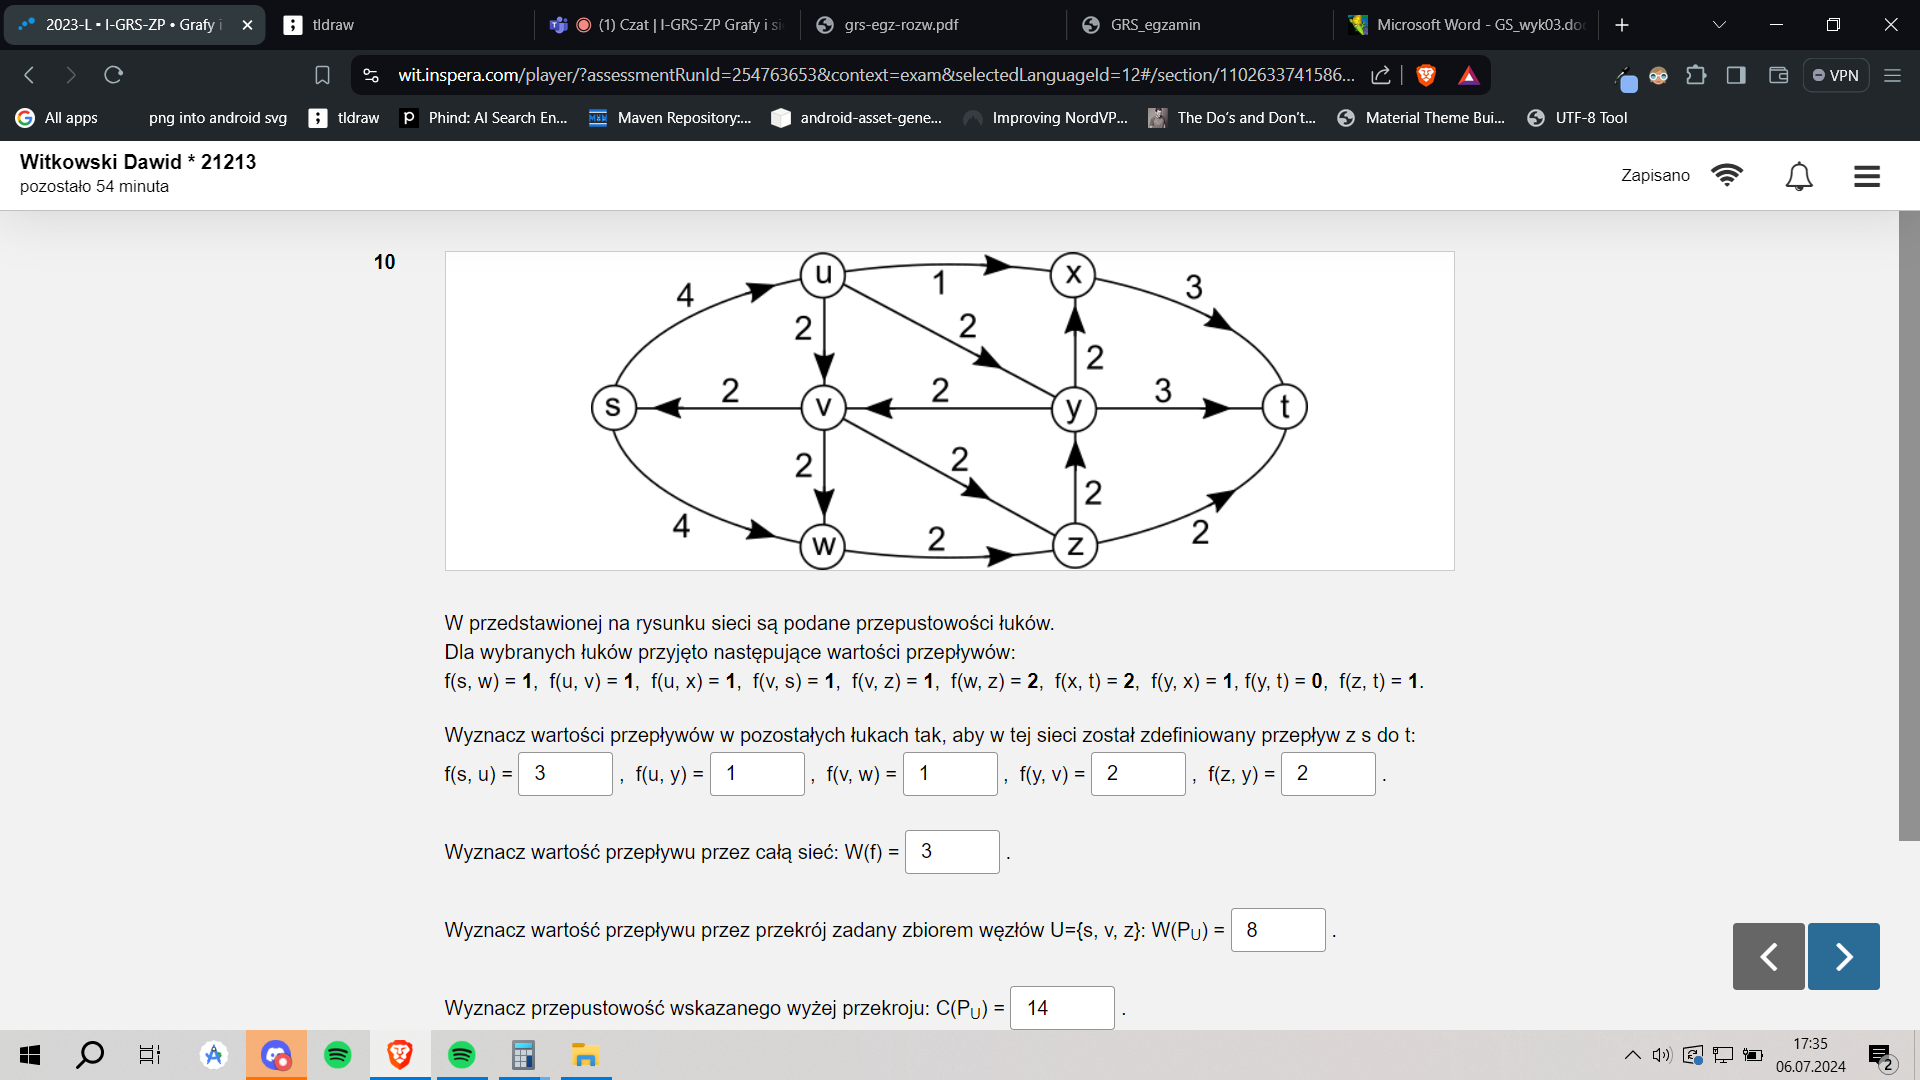 2023-L • I-GRS-ZP • Grafy i
tldraw
(1) Czat | I-GRS-ZP Grafy i si
grs-egz-rozw.pdf
GRS_egzamin
Microsoft Word - GS_wyk03.do
wit.inspera.com/player/?assessmentRunId=254763653&context=exam&selectedLanguageId=12#/section/1102633741586...
VPN
All apps
png into android svg
tldraw
Phind: AI Search En...
Maven Repository:...
android-asset-gene...
Improving NordVP...
The Do's and Don't...
Material Theme Bui...
UTF-8 Tool
Witkowski Dawid * 21213
pozostało 54 minuta
Zapisano
10
u
1
x
4
3
2
2
2
s
2
v
2
y
3
t
2
2
2
4
w
2
z
2
W przedstawionej na rysunku sieci są podane przepustowości łuków.
Dla wybranych łuków przyjęto następujące wartości przepływów:
f(s, w) = 1, f(u, v) = 1, f(u, x) = 1, f(v, s) = 1, f(v, z) = 1, f(w, z) = 2, f(x, t) = 2, f(y, x) = 1, f(y, t) = 0, f(z, t) = 1.
Wyznacz wartości przepływów w pozostałych łukach tak, aby w tej sieci został zdefiniowany przepływ z s do t:
f(s, u) = 3 , f(u, y) = 1 , f(v, w) = 1 , f(y, v) = 2 , f(z, y) = 2 .
Wyznacz wartość przepływu przez całą sieć: W(f) = 3 .
Wyznacz wartość przepływu przez przekrój zadany zbiorem węzłów U={s, v, z}: W(PU) = 8 .
Wyznacz przepustowość wskazanego wyżej przekroju: C(PU) = 14 .
17:35
06.07.2024
2